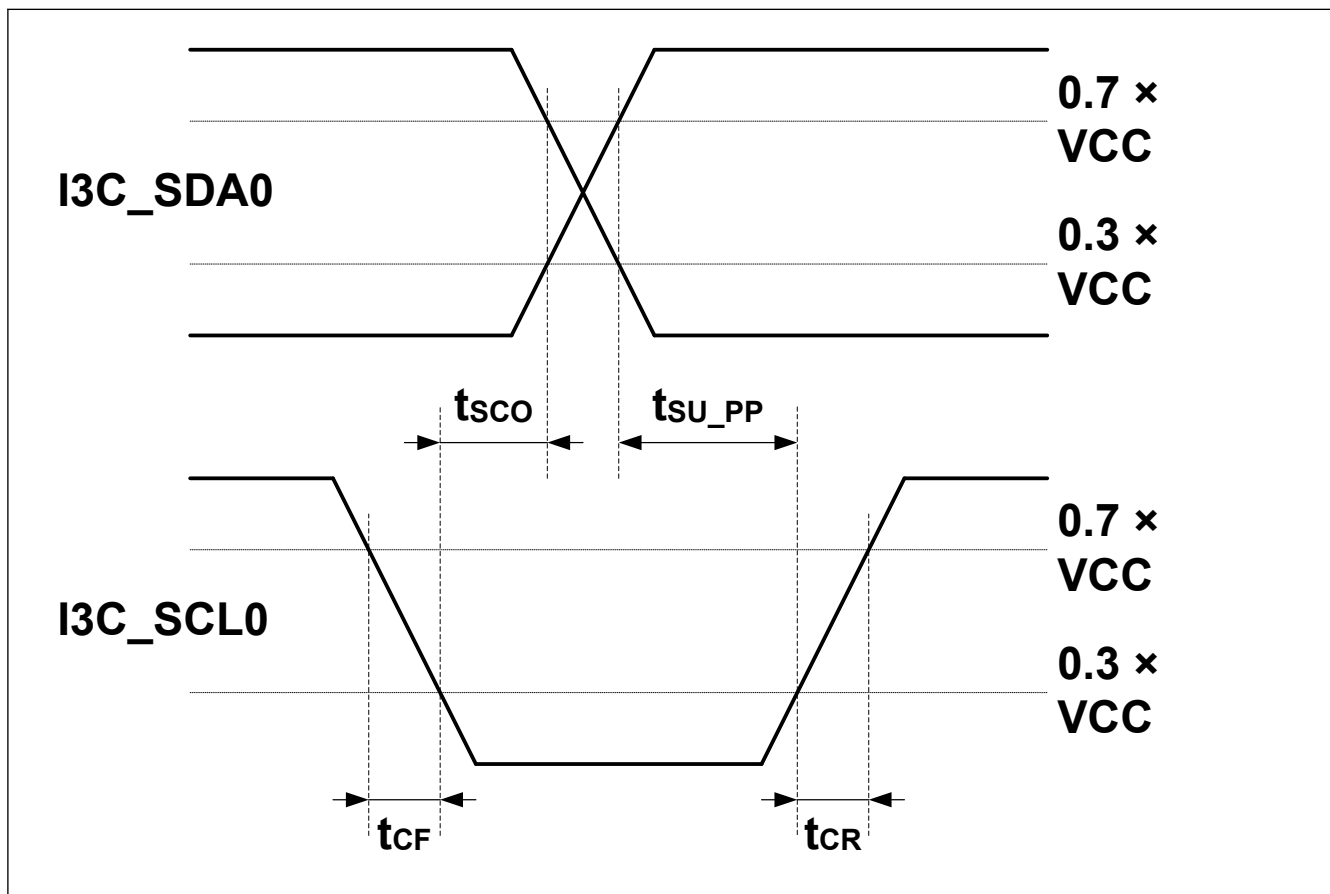 0.7 ×
VCC
I3C_SDA0
0.3 ×
VCC
tSCO
tSU_PP
0.7 ×
VCC
I3C_SCL0
0.3 ×
VCC
tCF
tCR